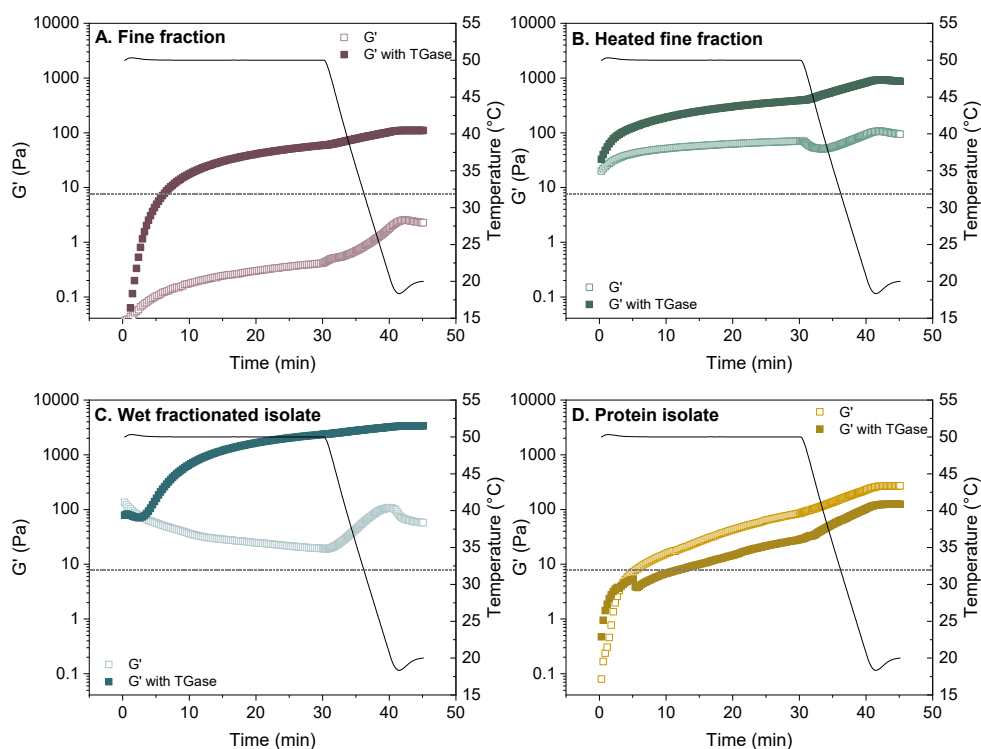 A. Fine fraction
G'
G' with TGase
10000
1000
100
10
1
0.1
G' (Pa)
0 10 20 30 40 50
Time (min)
55
50
45
40
35
30
25
20
15
Temperature (°C)
B. Heated fine fraction
G'
G' with TGase
10000
1000
100
10
1
0.1
G' (Pa)
0 10 20 30 40 50
Time (min)
55
50
45
40
35
30
25
20
15
Temperature (°C)
C. Wet fractionated isolate
G'
G' with TGase
10000
1000
100
10
1
0.1
G' (Pa)
0 10 20 30 40 50
Time (min)
55
50
45
40
35
30
25
20
15
Temperature (°C)
D. Protein isolate
G'
G' with TGase
10000
1000
100
10
1
0.1
G' (Pa)
0 10 20 30 40 50
Time (min)
55
50
45
40
35
30
25
20
15
Temperature (°C)